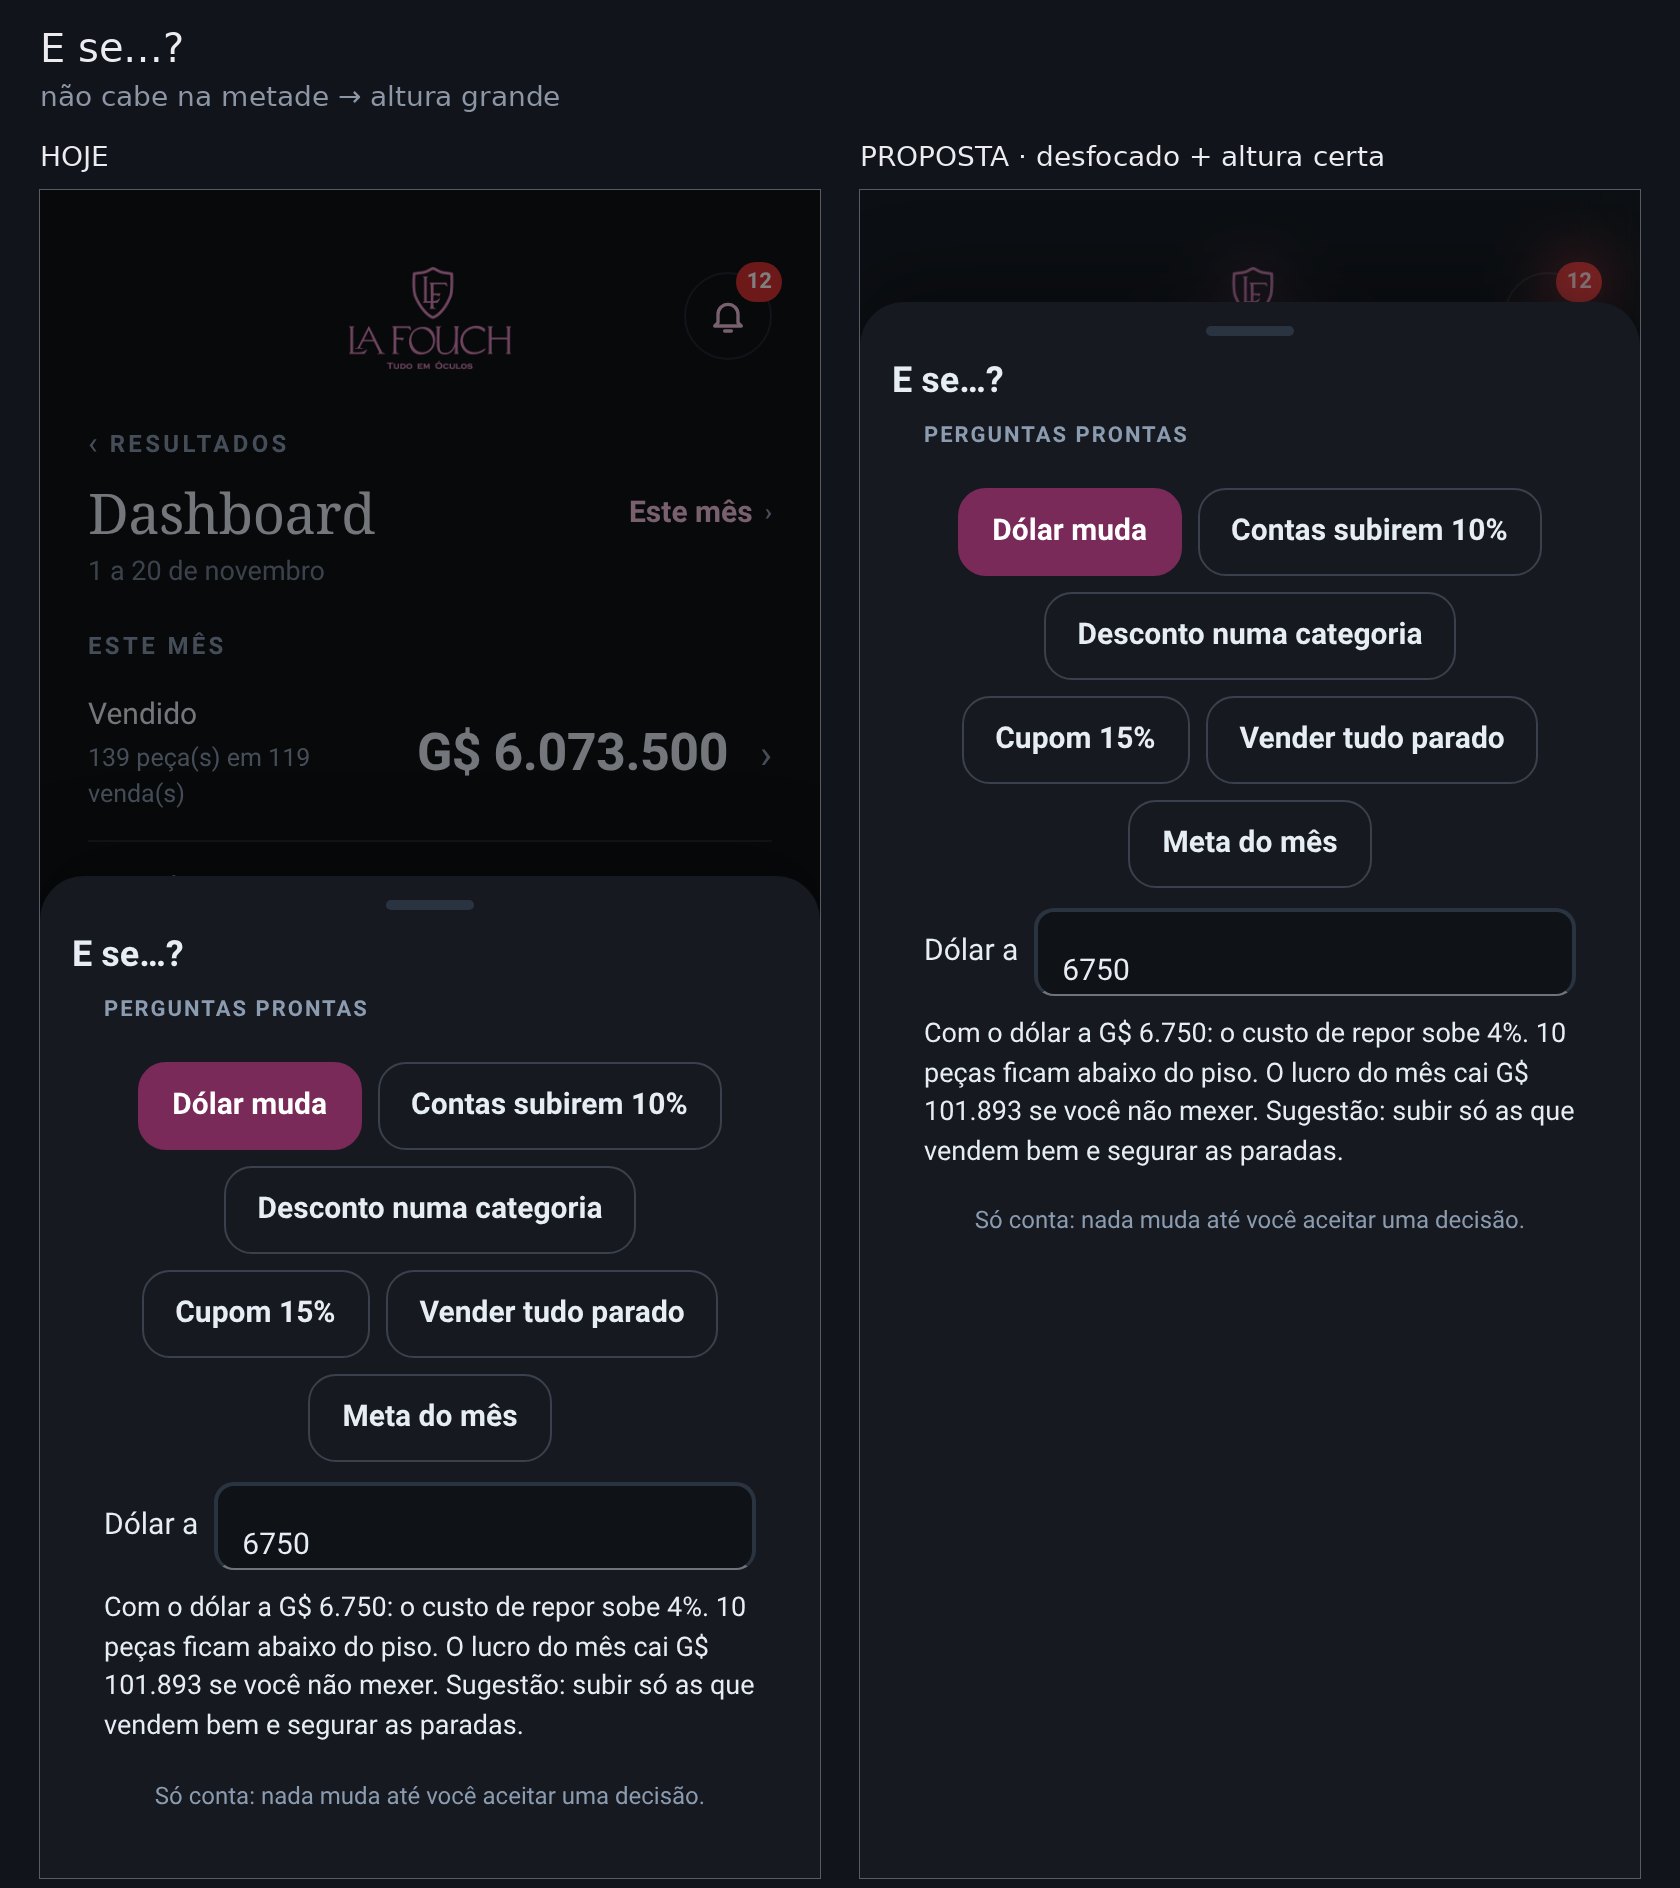 E se...?
não cabe na metade → altura grande
HOJE
LF
LA FOUCH
TUDO EM ÓCULOS
12
‹ RESULTADOS
Dashboard
Este mês ›
1 a 20 de novembro
ESTE MÊS
Vendido
139 peça(s) em 119
venda(s)
G$ 6.073.500 ›
E se...?
PERGUNTAS PRONTAS
Dólar muda
Contas subirem 10%
Desconto numa categoria
Cupom 15%
Vender tudo parado
Meta do mês
Dólar a
6750
Com o dólar a G$ 6.750: o custo de repor sobe 4%. 10
peças ficam abaixo do piso. O lucro do mês cai G$
101.893 se você não mexer. Sugestão: subir só as que
vendem bem e segurar as paradas.
Só conta: nada muda até você aceitar uma decisão.
PROPOSTA · desfocado + altura certa
LF
12
E se...?
PERGUNTAS PRONTAS
Dólar muda
Contas subirem 10%
Desconto numa categoria
Cupom 15%
Vender tudo parado
Meta do mês
Dólar a
6750
Com o dólar a G$ 6.750: o custo de repor sobe 4%. 10
peças ficam abaixo do piso. O lucro do mês cai G$
101.893 se você não mexer. Sugestão: subir só as que
vendem bem e segurar as paradas.
Só conta: nada muda até você aceitar uma decisão.